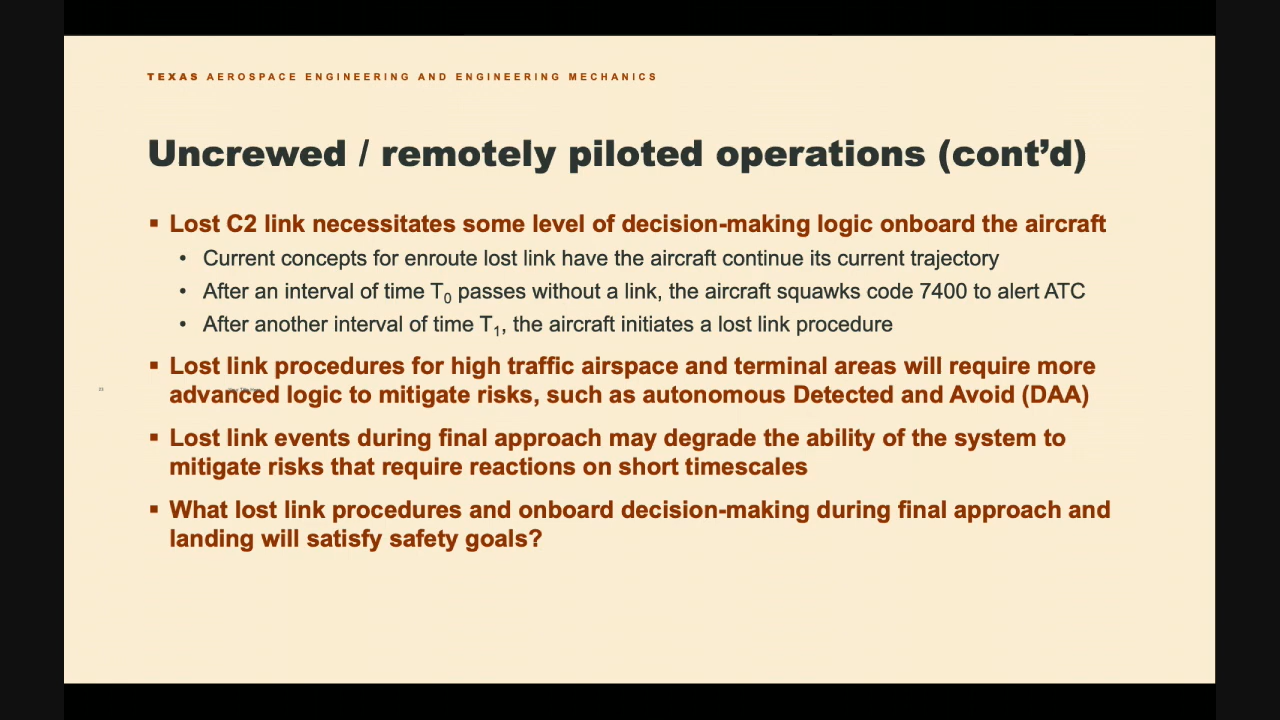 TEXAS AEROSPACE ENGINEERING AND ENGINEERING MECHANICS
Uncrewed / remotely piloted operations (cont’d)
▪ Lost C2 link necessitates some level of decision-making logic onboard the aircraft
• Current concepts for enroute lost link have the aircraft continue its current trajectory
• After an interval of time T0 passes without a link, the aircraft squawks code 7400 to alert ATC
• After another interval of time T1, the aircraft initiates a lost link procedure
▪ Lost link procedures for high traffic airspace and terminal areas will require more
advanced logic to mitigate risks, such as autonomous Detected and Avoid (DAA)
▪ Lost link events during final approach may degrade the ability of the system to
mitigate risks that require reactions on short timescales
▪ What lost link procedures and onboard decision-making during final approach and
landing will satisfy safety goals?